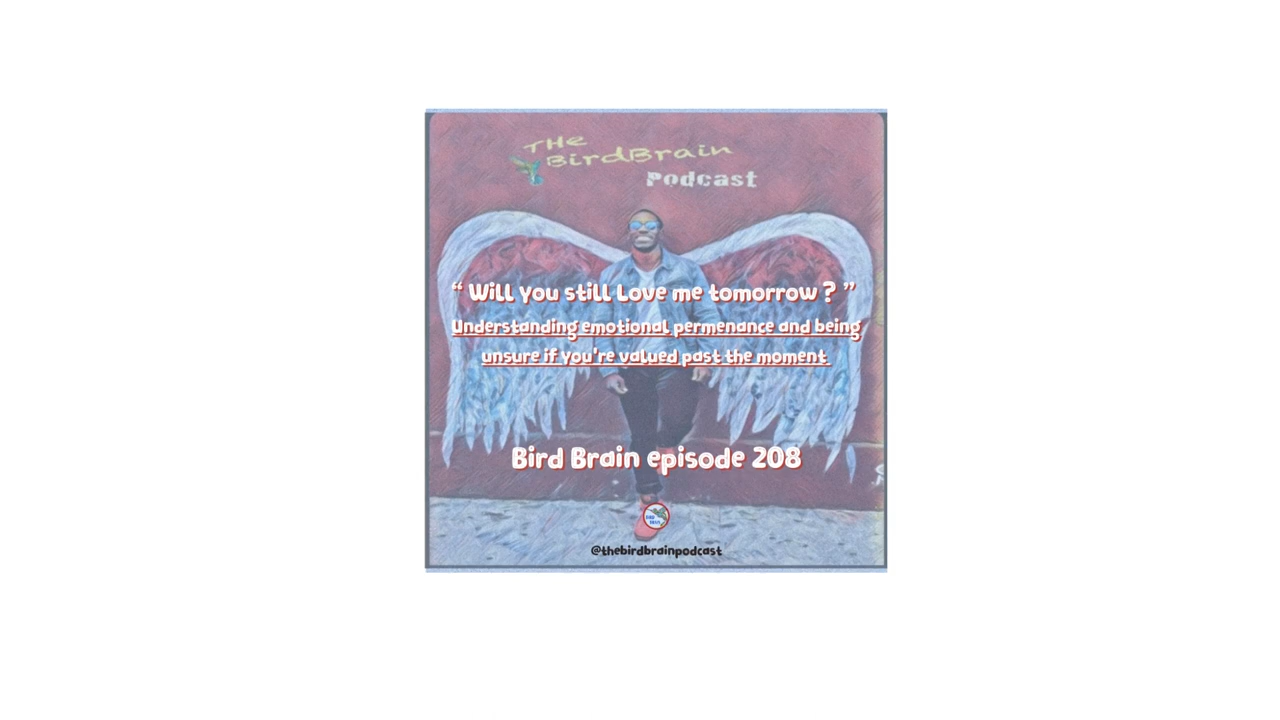 THe
BirdBrain
Podcast
“ Will you still Love me tomorrow ? ”
Understanding emotional permenance and being
unsure if you're valued past the moment
Bird Brain episode 208
@thebirdbrainpodcast